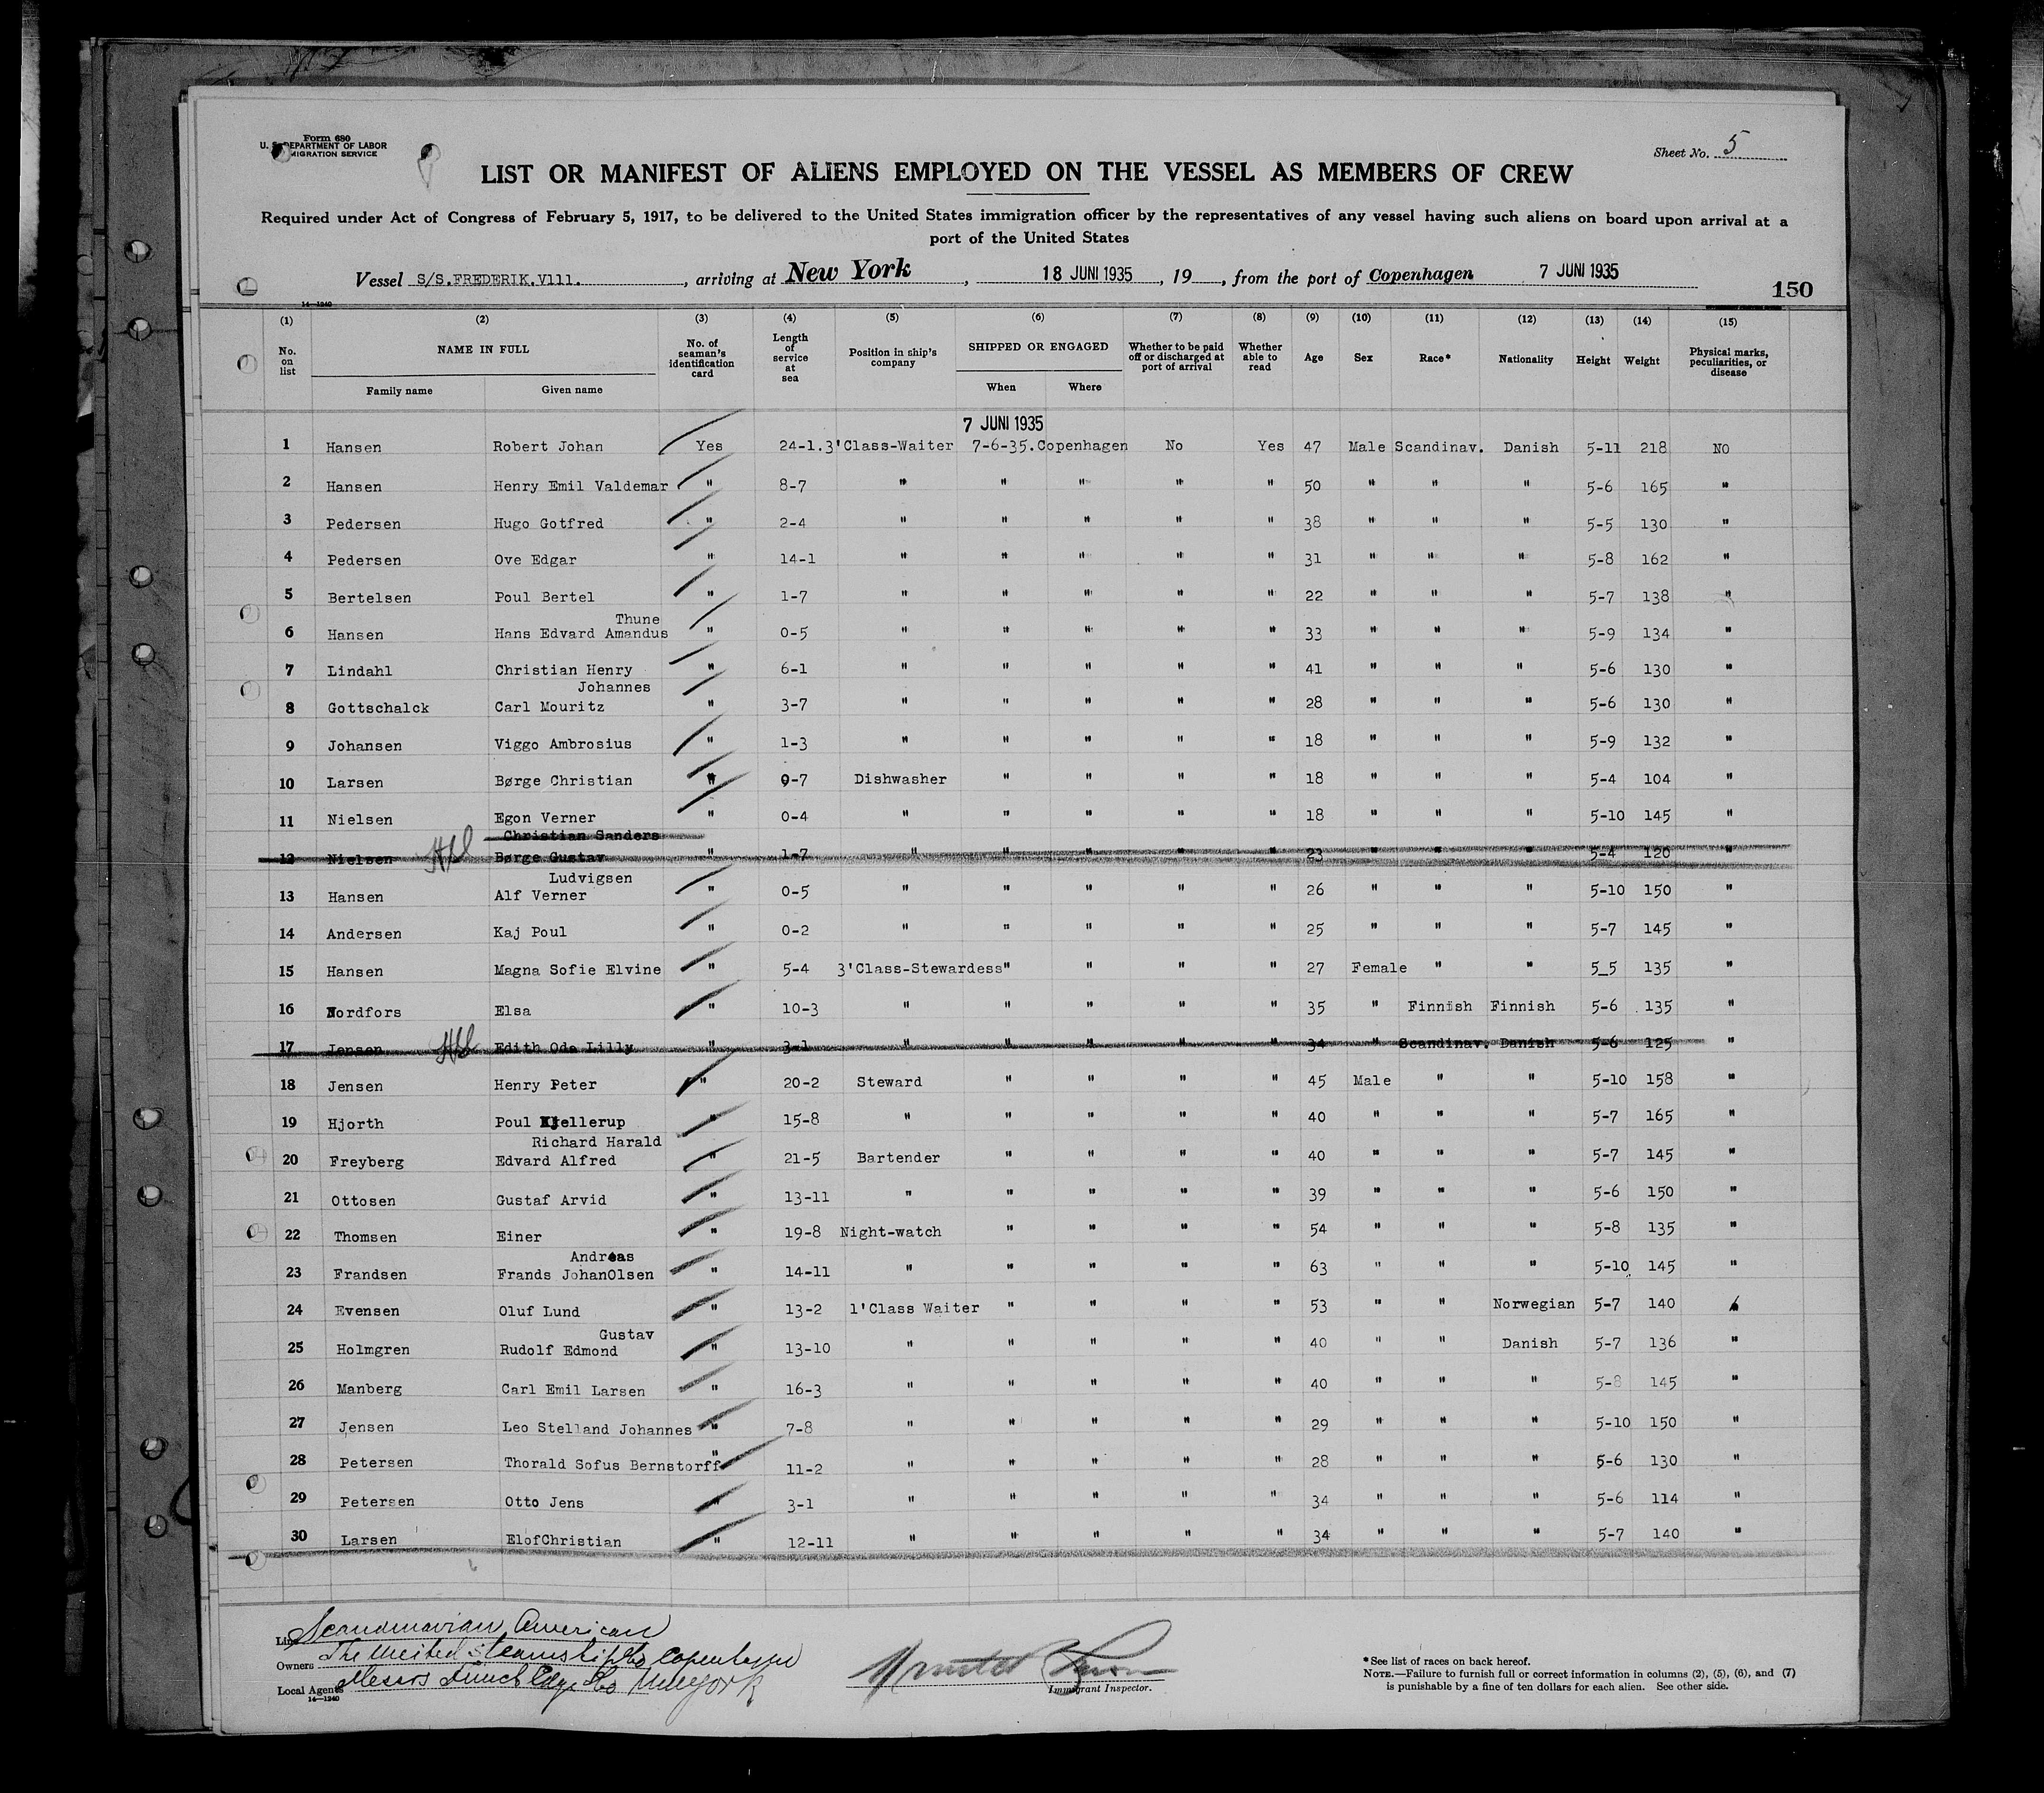 Form 680
U. S. DEPARTMENT OF LABOR
IMMIGRATION SERVICE
Sheet No. 5
LIST OR MANIFEST OF ALIENS EMPLOYED ON THE VESSEL AS MEMBERS OF CREW
Required under Act of Congress of February 5, 1917, to be delivered to the United States immigration officer by the representatives of any vessel having such aliens on board upon arrival at a
port of the United States
Vessel S/S.FREDERIK.V111. , arriving at New York , 18 JUNI 1935 , 19 , from the port of Copenhagen 7 JUNI 1935
14—1240
150
(1) (2) (3) (4) (5) (6) (7) (8) (9) (10) (11) (12) (13) (14) (15)
No. on list NAME IN FULL Family name Given name No. of seaman's identification card Length of service at sea Position in ship's company SHIPPED OR ENGAGED When Where Whether to be paid off or discharged at port of arrival Whether able to read Age Sex Race* Nationality Height Weight Physical marks, peculiarities, or disease
7 JUNI 1935
1 Hansen Robert Johan Yes 24-1. 3'Class-Waiter 7-6-35. Copenhagen No Yes 47 Male Scandinav. Danish 5-11 218 NO
2 Hansen Henry Emil Valdemar " 8-7 " " " " " 50 " " " 5-6 165 "
3 Pedersen Hugo Gotfred " 2-4 " " " " " 38 " " " 5-5 130 "
4 Pedersen Ove Edgar " 14-1 " " " " " 31 " " " 5-8 162 "
5 Bertelsen Poul Bertel " 1-7 " " " " " 22 " " " 5-7 138 "
Thune
6 Hansen Hans Edvard Amandus " 0-5 " " " " " 33 " " " 5-9 134 "
7 Lindahl Christian Henry " 6-1 " " " " " 41 " " " 5-6 130 "
Johannes
8 Gottschalck Carl Mouritz " 3-7 " " " " " 28 " " " 5-6 130 "
9 Johansen Viggo Ambrosius " 1-3 " " " " " 18 " " " 5-9 132 "
10 Larsen Børge Christian " 0-7 Dishwasher " " " " 18 " " " 5-4 104 "
11 Nielsen Egon Verner " 0-4 " " " " " 18 " " " 5-10 145 "
Christian Sanders
12 Nielsen Børge Gustav " 1-7 " " " " " 23 " " " 5-4 120 "
Ludvigsen
13 Hansen Alf Verner " 0-5 " " " " " 26 " " " 5-10 150 "
14 Andersen Kaj Poul " 0-2 " " " " " 25 " " " 5-7 145 "
15 Hansen Magna Sofie Elvine " 5-4 3'Class-Stewardess " " " " 27 Female " " 5_5 135 "
16 Nordfors Elsa " 10-3 " " " " " 35 " Finnish Finnish 5-6 135 "
17 Jensen Edith Oda Lilly " 3-1 " " " " " 34 " Scandinav. Danish 5-6 125 "
18 Jensen Henry Peter " 20-2 Steward " " " " 45 Male " " 5-10 158 "
19 Hjorth Poul Kjellerup " 15-8 " " " " " 40 " " " 5-7 165 "
Richard Harald
20 Freyberg Edvard Alfred " 21-5 Bartender " " " " 40 " " " 5-7 145 "
21 Ottosen Gustaf Arvid " 13-11 " " " " " 39 " " " 5-6 150 "
22 Thomsen Einer " 19-8 Night-watch " " " " 54 " " " 5-8 135 "
Andreas
23 Frandsen Frands JohanOlsen " 14-11 " " " " " 63 " " " 5-10 145 "
24 Evensen Oluf Lund " 13-2 1'Class Waiter " " " " 53 " " Norwegian 5-7 140
Gustav
25 Holmgren Rudolf Edmond " 13-10 " " " " " 40 " " Danish 5-7 136 "
26 Manberg Carl Emil Larsen " 16-3 " " " " " 40 " " " 5-8 145 "
27 Jensen Leo Stelland Johannes " 7-8 " " " " " 29 " " " 5-10 150 "
28 Petersen Thorald Sofus Bernstorff " 11-2 " " " " " 28 " " " 5-6 130 "
29 Petersen Otto Jens " 3-1 " " " " " 34 " " " 5-6 114 "
30 Larsen ElofChristian " 12-11 " " " " " 34 " " " 5-7 140 "
Line Scandinavian American
Owners The United Steamship Co Copenhagen
Local Agents Messrs Funch Edye & Co New York
14—1240
Immigrant Inspector.
*See list of races on back hereof.
NOTE.—Failure to furnish full or correct information in columns (2), (5), (6), and (7)
is punishable by a fine of ten dollars for each alien. See other side.